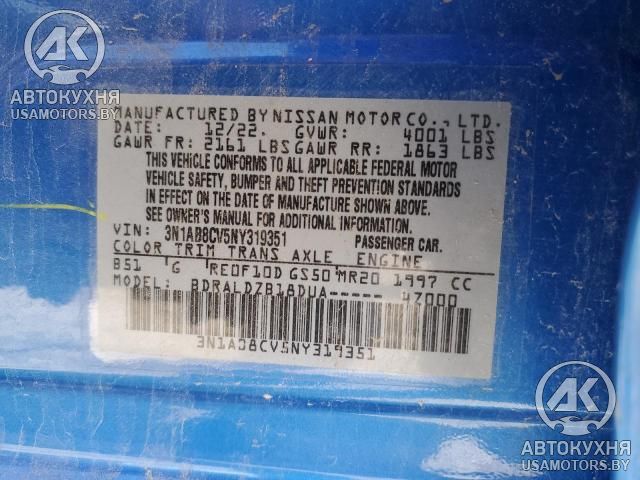 AK
АВТОКУХНЯ
USAMOTORS.BY
MANUFACTURED BY NISSAN MOTOR CO., LTD.
DATE: 12/22. GVWR: 4001 LBS
GAWR FR: 2161 LBS GAWR RR: 1863 LBS
THIS VEHICLE CONFORMS TO ALL APPLICABLE FEDERAL MOTOR
VEHICLE SAFETY, BUMPER AND THEFT PREVENTION STANDARDS
IN EFFECT ON THE DATE OF MANUFACTURE SHOWN ABOVE.
SEE OWNER'S MANUAL FOR ADDITIONAL INFORMATION.
VIN: 3N1AB8CV5NY319351 PASSENGER CAR.
COLOR TRIM TRANS AXLE ENGINE
B51 G RE0F10D GS50 MR20 1997 CC
MODEL: BDRALDZB18DUA----- 4Z000
3N1AB8CV5NY319351
AK
АВТОКУХНЯ
USAMOTORS.BY